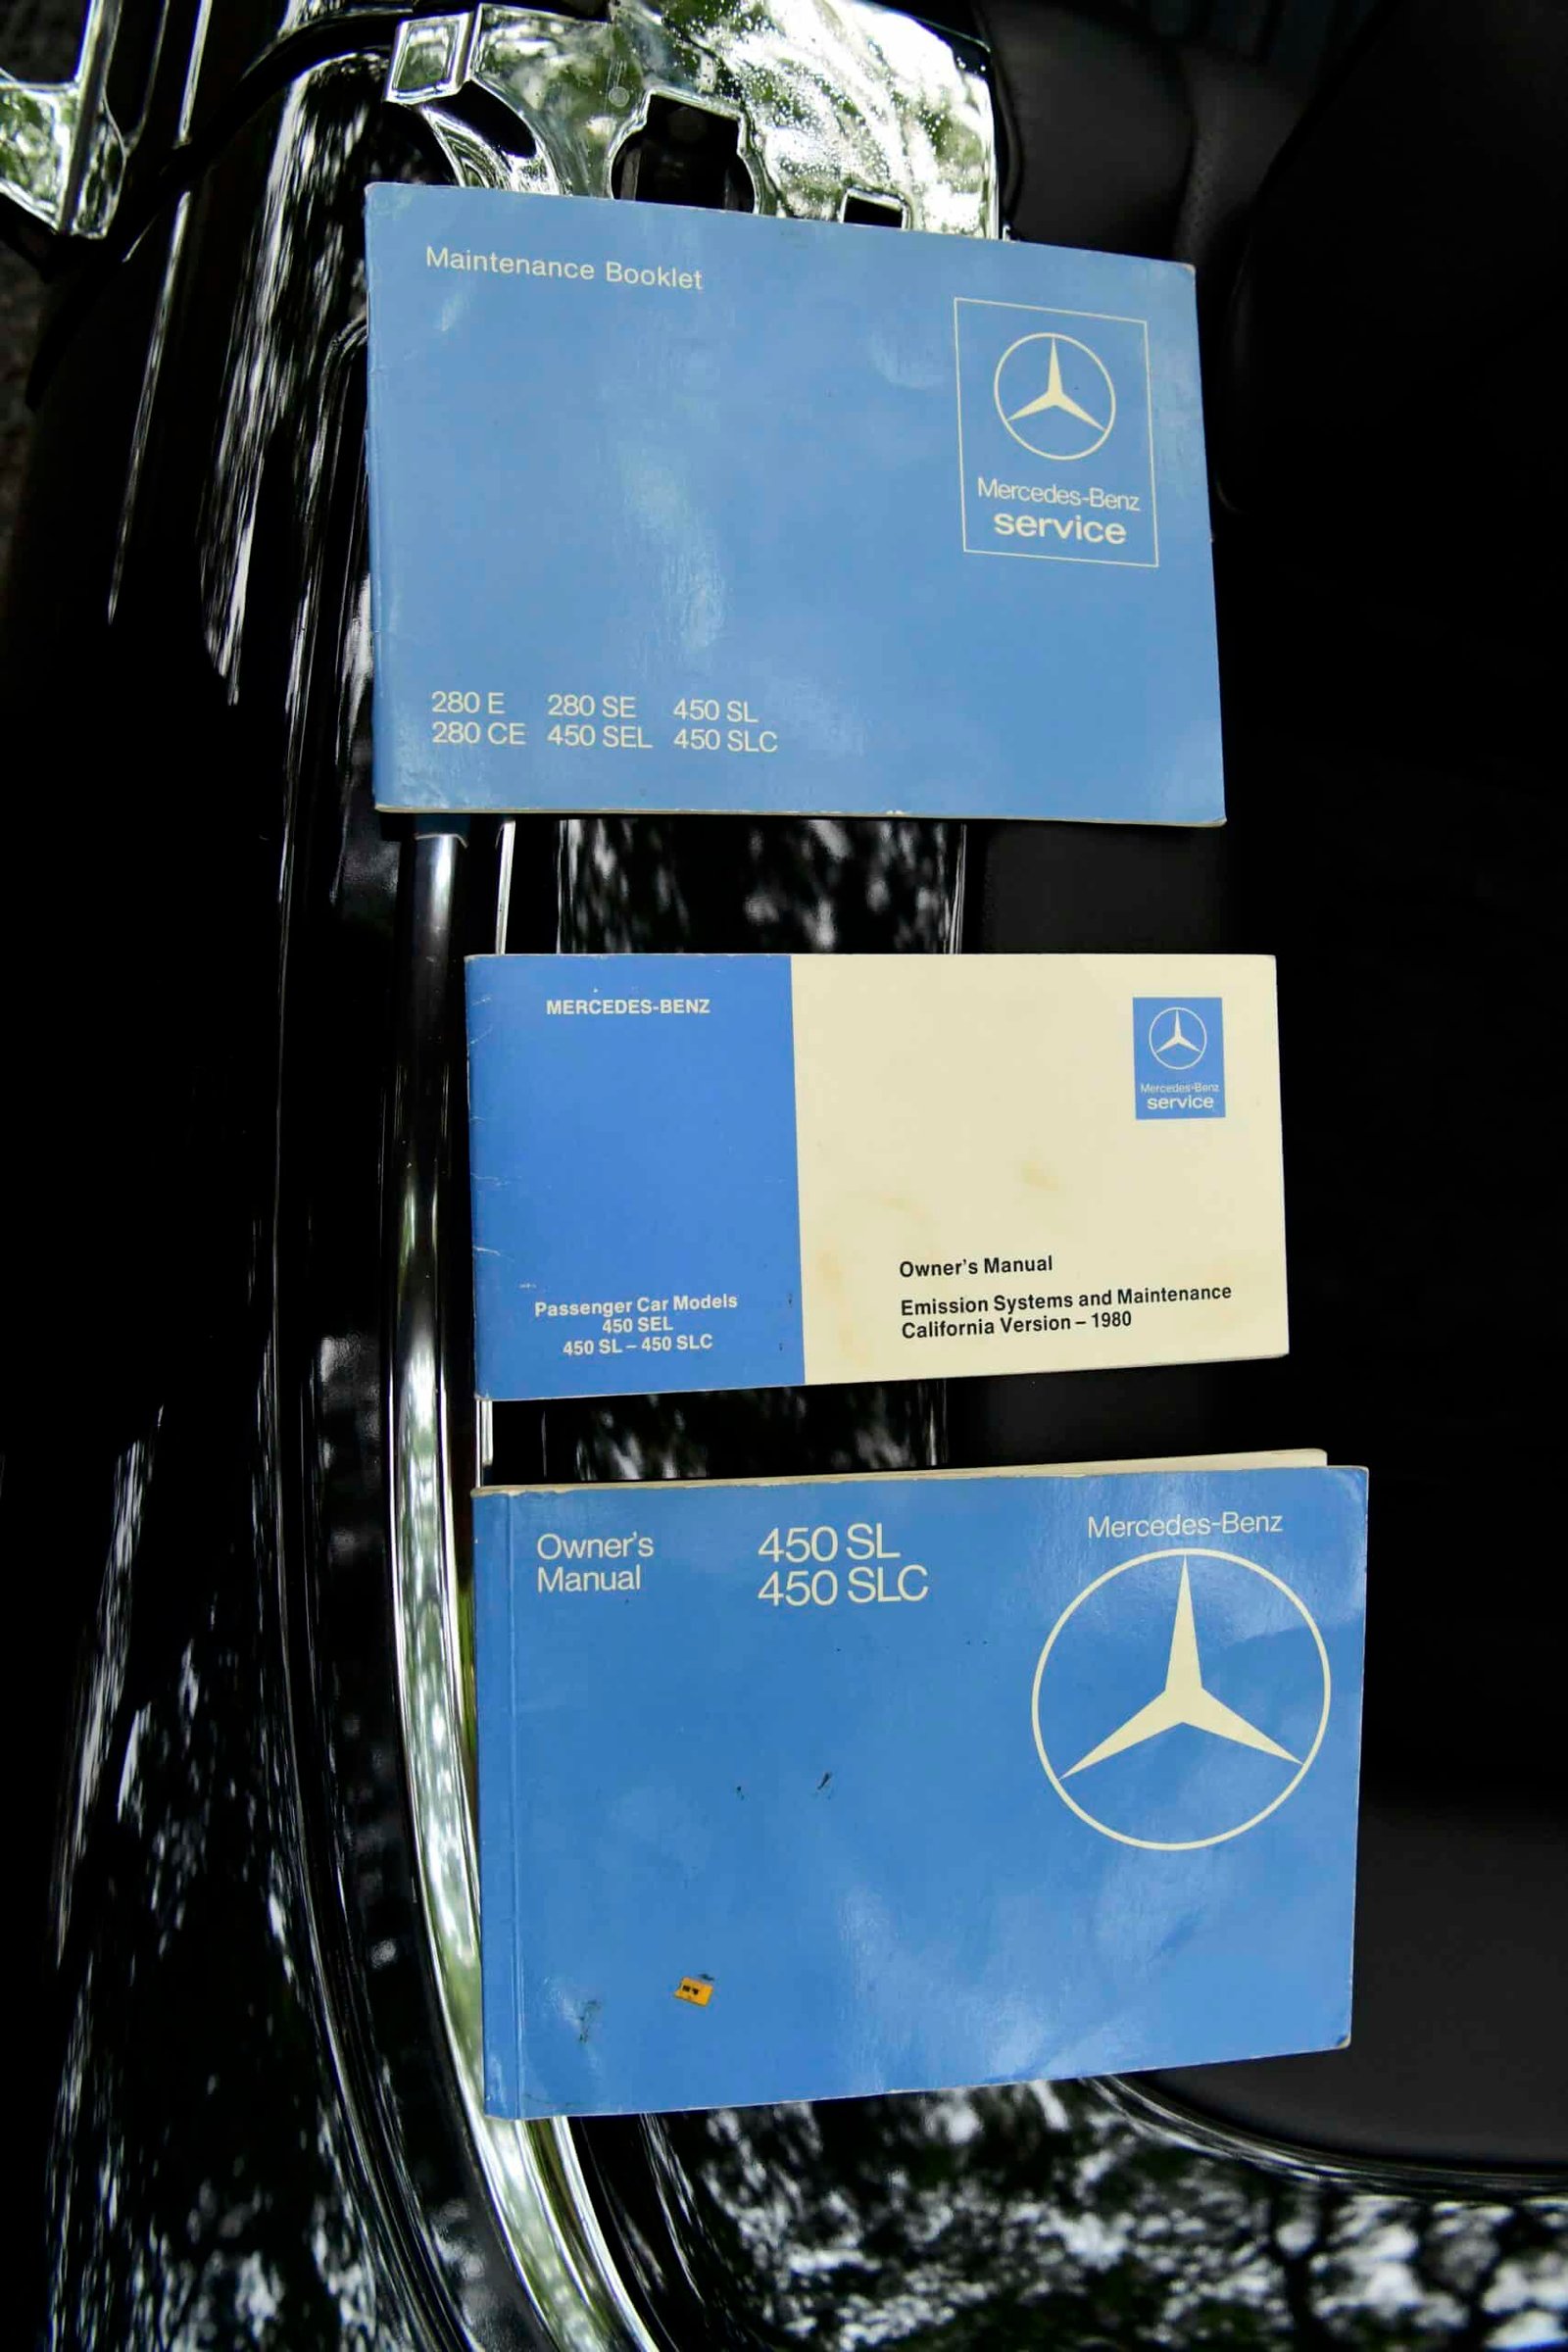 Maintenance Booklet
Mercedes-Benz
service
280 E 280 SE 450 SL
280 CE 450 SEL 450 SLC
MERCEDES-BENZ
Mercedes-Benz
service
Passenger Car Models
450 SEL
450 SL – 450 SLC
Owner's Manual
Emission Systems and Maintenance
California Version – 1980
Owner's
Manual
450 SL
450 SLC
Mercedes-Benz